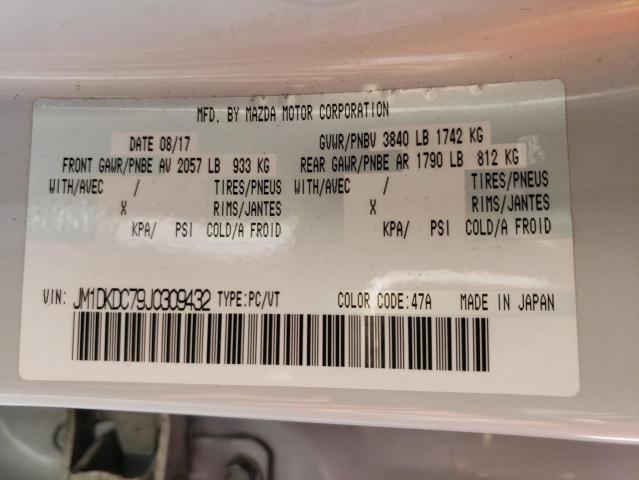 MFD. BY MAZDA MOTOR CORPORATION
DATE 08/17 GVWR/PNBV 3840 LB 1742 KG
FRONT GAWR/PNBE AV 2057 LB 933 KG REAR GAWR/PNBE AR 1790 LB 812 KG
WITH/AVEC / TIRES/PNEUS WITH/AVEC / TIRES/PNEUS
X RIMS/JANTES X RIMS/JANTES
KPA/ PSI COLD/A FROID KPA/ PSI COLD/A FROID
VIN: JM1DKDC79J0309432 TYPE:PC/VT COLOR CODE:47A MADE IN JAPAN